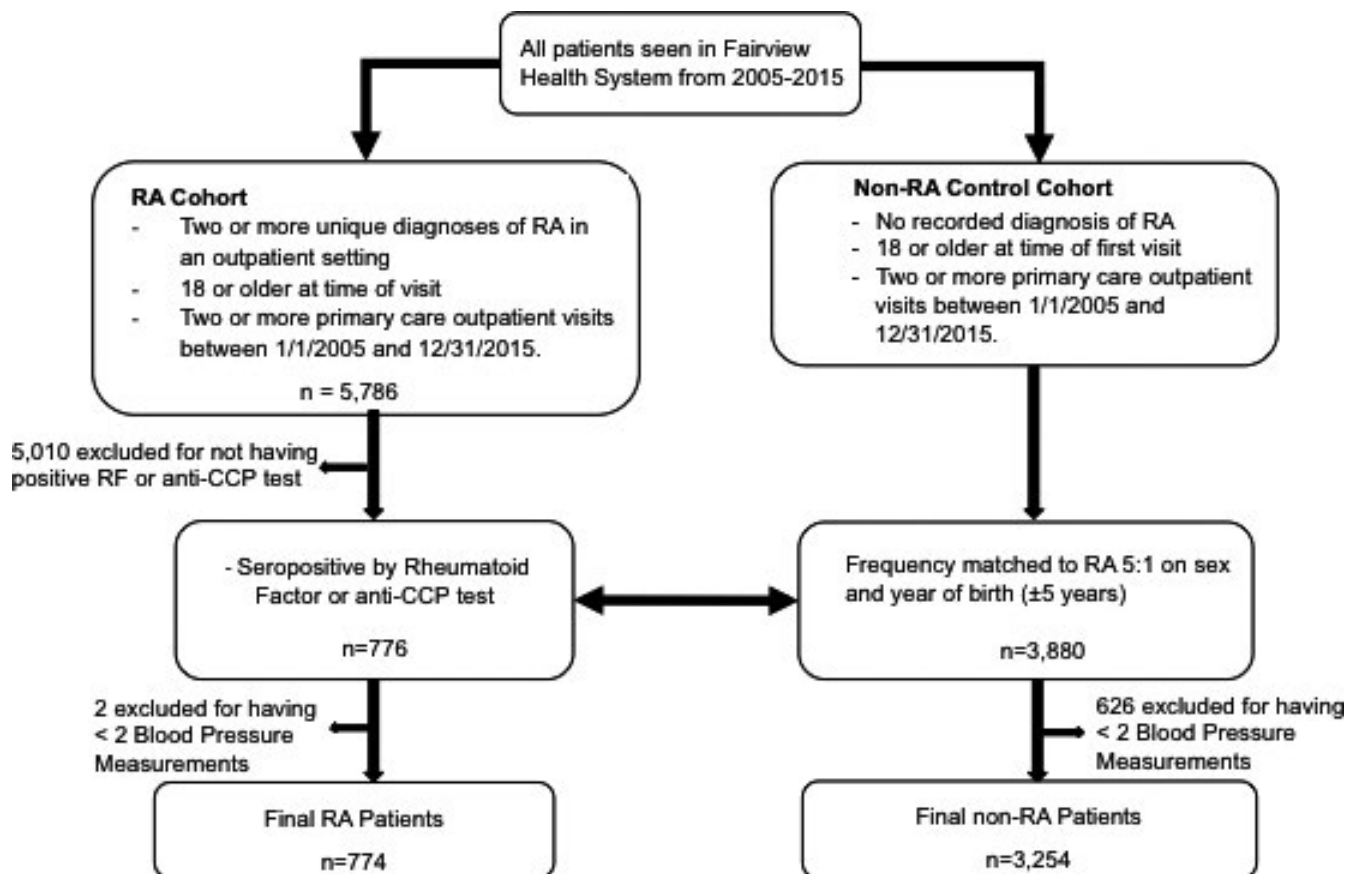 All patients seen in Fairview
Health System from 2005-2015
RA Cohort
- Two or more unique diagnoses of RA in
an outpatient setting
- 18 or older at time of visit
- Two or more primary care outpatient visits
between 1/1/2005 and 12/31/2015.
n = 5,786
Non-RA Control Cohort
- No recorded diagnosis of RA
- 18 or older at time of first visit
- Two or more primary care outpatient
visits between 1/1/2005 and
12/31/2015.
5,010 excluded for not having
positive RF or anti-CCP test
- Seropositive by Rheumatoid
Factor or anti-CCP test
n=776
Frequency matched to RA 5:1 on sex
and year of birth (±5 years)
n=3,880
2 excluded for having
< 2 Blood Pressure
Measurements
626 excluded for having
< 2 Blood Pressure
Measurements
Final RA Patients
n=774
Final non-RA Patients
n=3,254